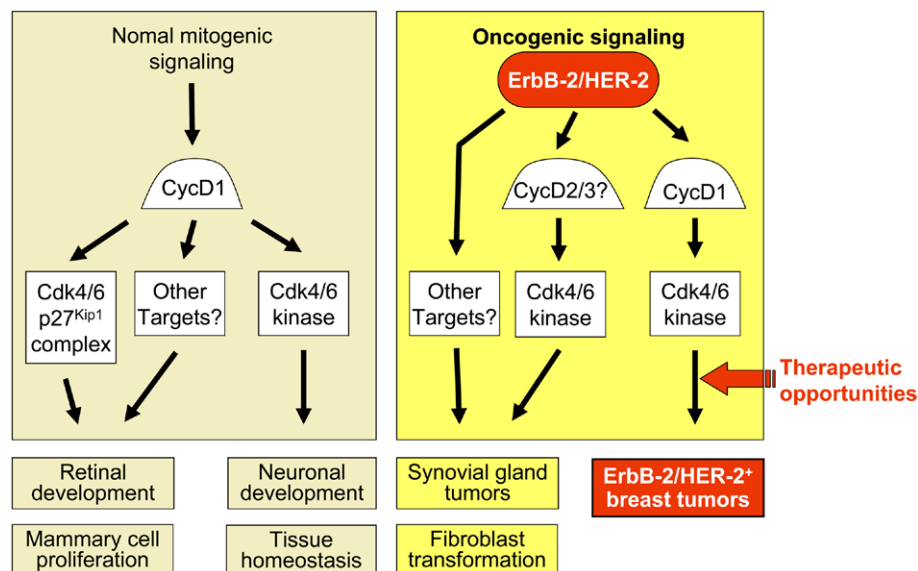 Nomal mitogenic
signaling
CycD1
Cdk4/6
p27Kip1
complex
Other
Targets?
Cdk4/6
kinase
Retinal
development
Neuronal
development
Mammary cell
proliferation
Tissue
homeostasis
Oncogenic signaling
ErbB-2/HER-2
CycD2/3?
CycD1
Other
Targets?
Cdk4/6
kinase
Cdk4/6
kinase
Therapeutic
opportunities
Synovial gland
tumors
ErbB-2/HER-2+
breast tumors
Fibroblast
transformation